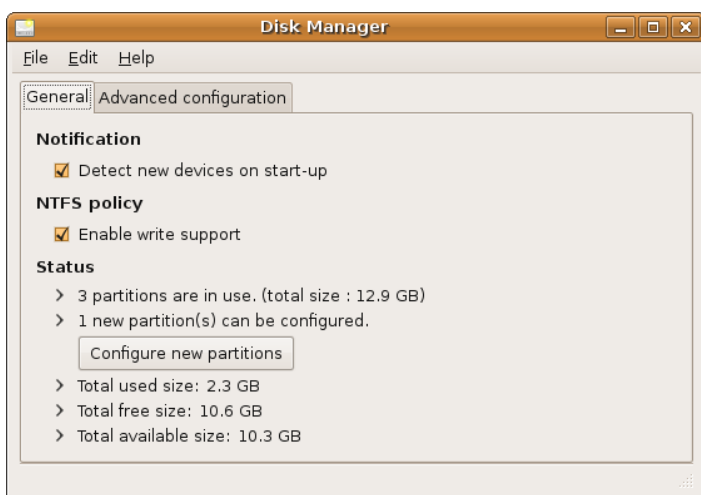 Disk Manager
File Edit Help
General Advanced configuration
Notification
Detect new devices on start-up
NTFS policy
Enable write support
Status
3 partitions are in use. (total size : 12.9 GB)
1 new partition(s) can be configured.
Configure new partitions
Total used size: 2.3 GB
Total free size: 10.6 GB
Total available size: 10.3 GB